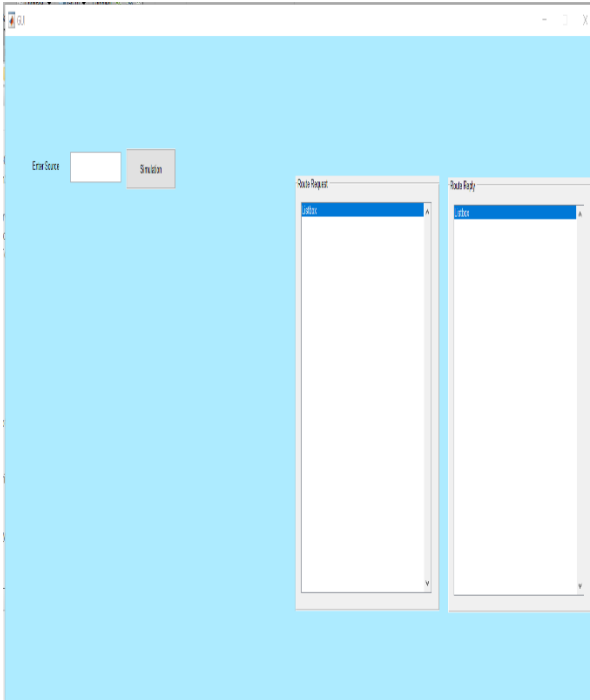 GUI
Enter Source
Simulation
Route Request
Listbox
Route Reply
Listbox